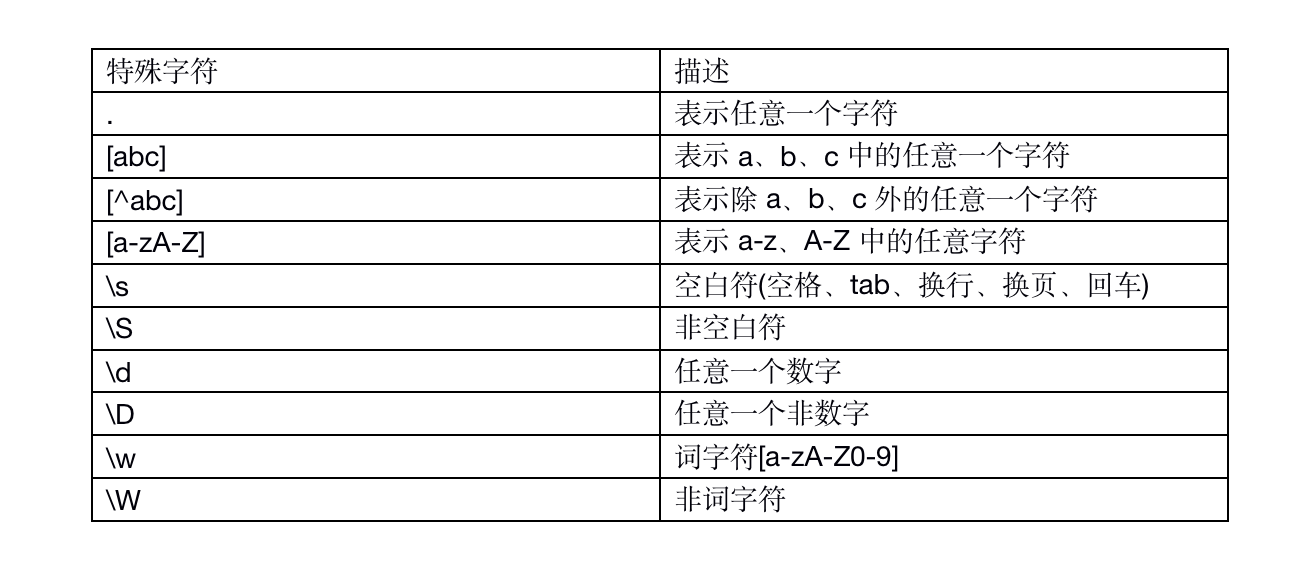 特殊字符 描述
. 表示任意一个字符
[abc] 表示 a、b、c 中的任意一个字符
[^abc] 表示除 a、b、c 外的任意一个字符
[a-zA-Z] 表示 a-z、A-Z 中的任意字符
\s 空白符(空格、tab、换行、换页、回车)
\S 非空白符
\d 任意一个数字
\D 任意一个非数字
\w 词字符[a-zA-Z0-9]
\W 非词字符